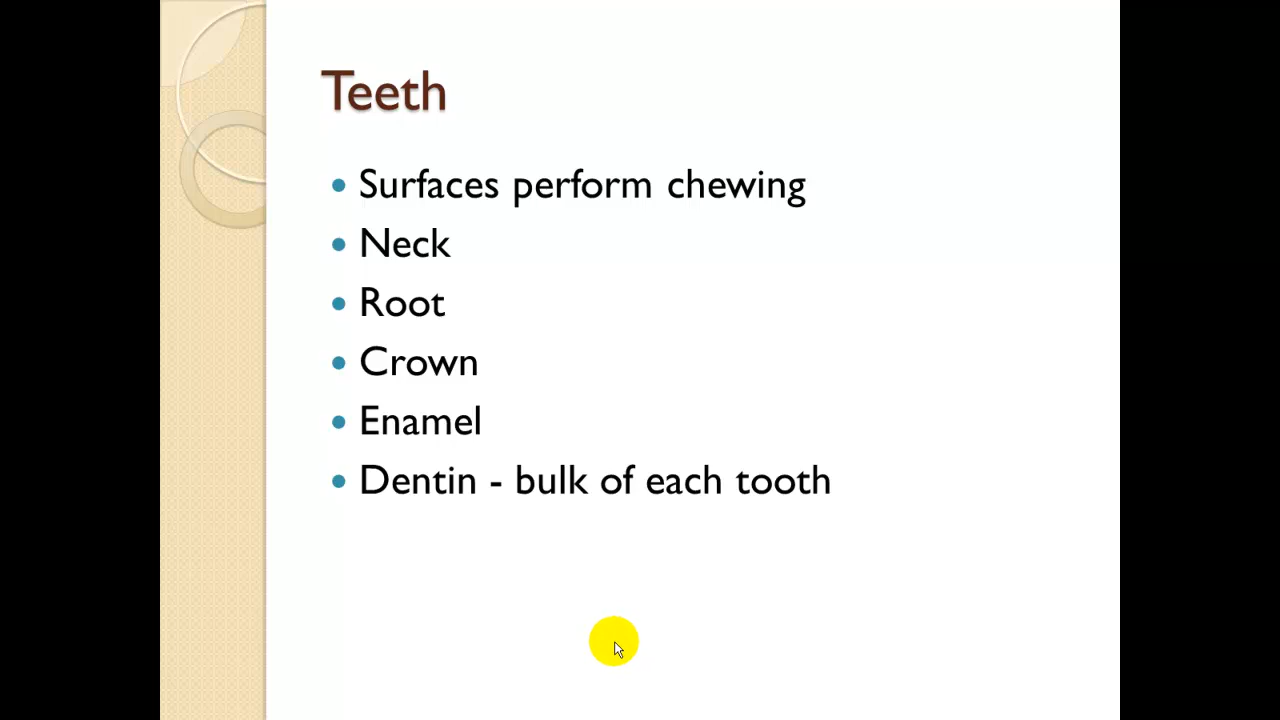 Teeth
• Surfaces perform chewing
• Neck
• Root
• Crown
• Enamel
• Dentin - bulk of each tooth